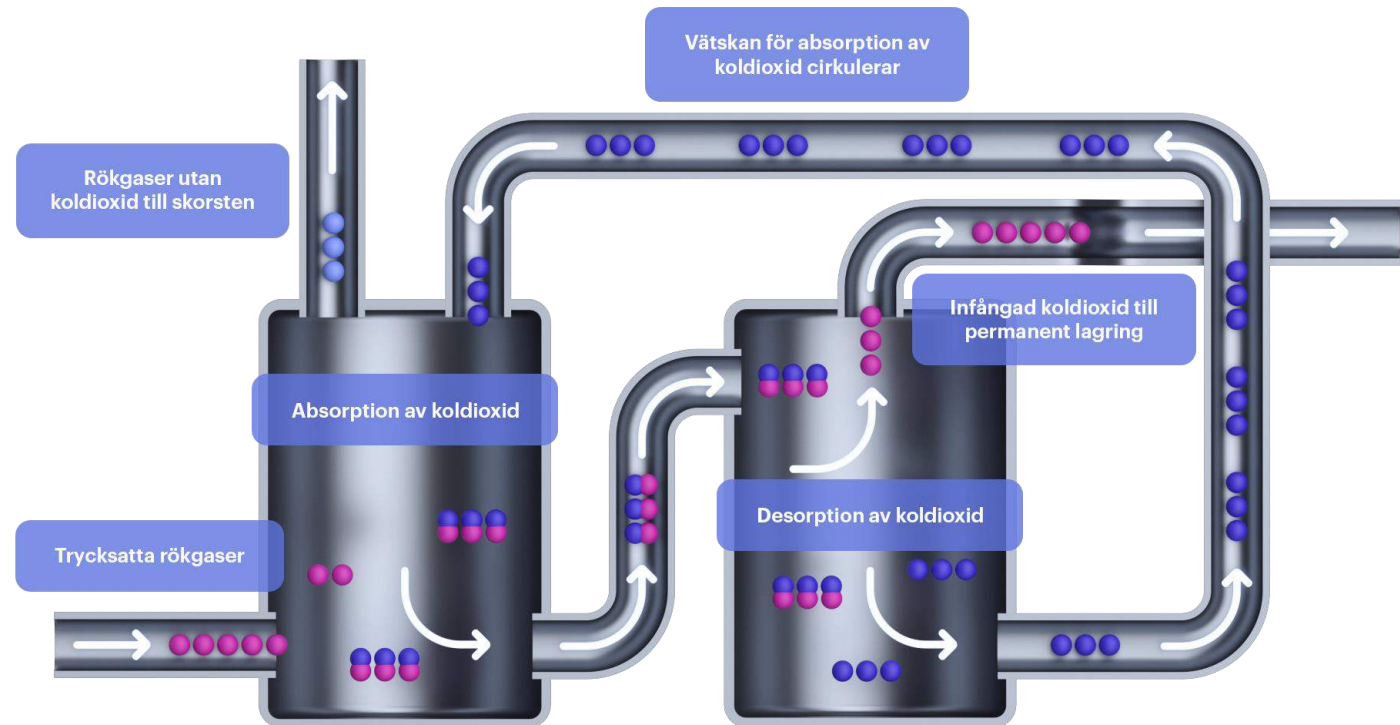 Vätskan för absorption av
koldioxid cirkulerar
Rökgaser utan
koldioxid till skorsten
Infångad koldioxid till
permanent lagring
Absorption av koldioxid
Desorption av koldioxid
Trycksatta rökgaser